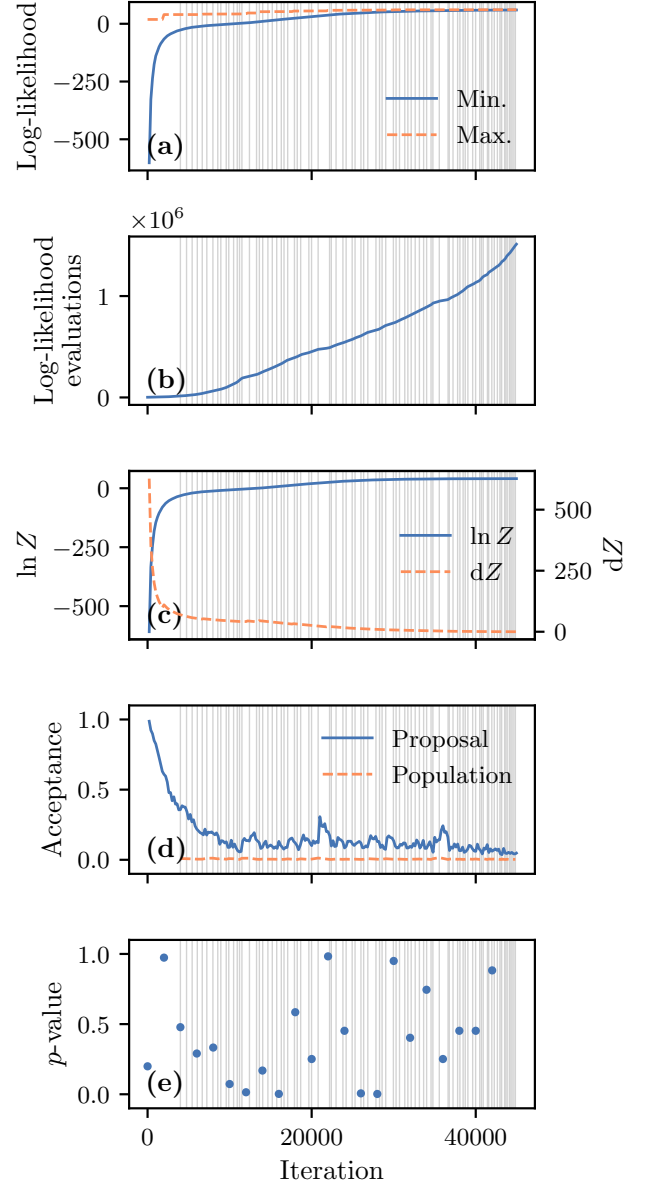 0
−250
−500
Log-likelihood
Min.
Max.
(a)
×10⁶
1
0
Log-likelihood
evaluations
(b)
0
−250
−500
ln Z
500
250
0
dZ
ln Z
dZ
(c)
1.0
0.5
0.0
Acceptance
Proposal
Population
(d)
1.0
0.5
0.0
p-value
(e)
0 20000 40000
Iteration